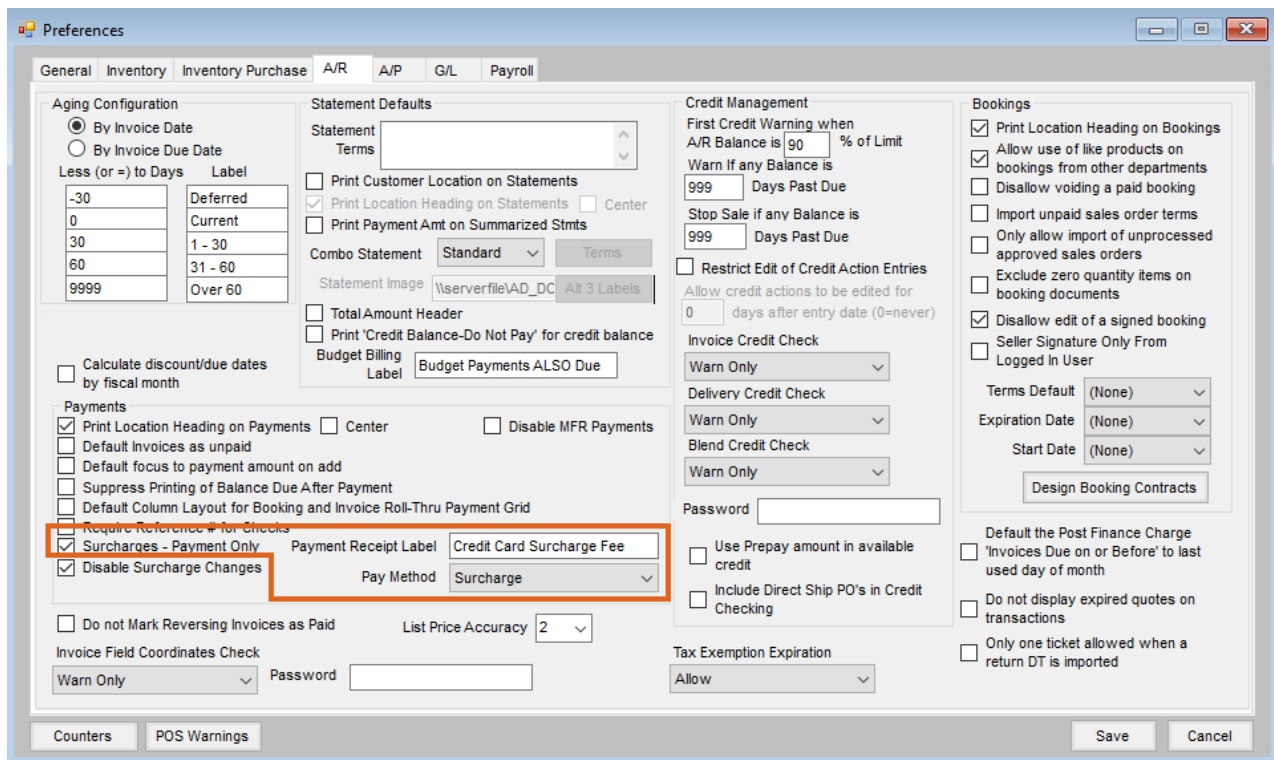 Preferences
General Inventory Inventory Purchase A/R A/P G/L Payroll
Aging Configuration
By Invoice Date
By Invoice Due Date
Less (or =) to Days Label
-30 Deferred
0 Current
30 1 - 30
60 31 - 60
9999 Over 60
Calculate discount/due dates
by fiscal month
Statement Defaults
Statement
Terms
Print Customer Location on Statements
Print Location Heading on Statements Center
Print Payment Amt on Summarized Stmts
Combo Statement Standard Terms
Statement Image \\serverfile\AD_DC Alt 3 Labels
Total Amount Header
Print 'Credit Balance-Do Not Pay' for credit balance
Budget Billing
Label Budget Payments ALSO Due
Payments
Print Location Heading on Payments Center Disable MFR Payments
Default Invoices as unpaid
Default focus to payment amount on add
Suppress Printing of Balance Due After Payment
Default Column Layout for Booking and Invoice Roll-Thru Payment Grid
Require Reference # for Checks
Surcharges - Payment Only Payment Receipt Label Credit Card Surcharge Fee
Disable Surcharge Changes Pay Method Surcharge
Do not Mark Reversing Invoices as Paid List Price Accuracy 2
Invoice Field Coordinates Check
Warn Only Password
Credit Management
First Credit Warning when
A/R Balance is 90 % of Limit
Warn If any Balance is
999 Days Past Due
Stop Sale if any Balance is
999 Days Past Due
Restrict Edit of Credit Action Entries
Allow credit actions to be edited for
0 days after entry date (0=never)
Invoice Credit Check
Warn Only
Delivery Credit Check
Warn Only
Blend Credit Check
Warn Only
Password
Use Prepay amount in available
credit
Include Direct Ship PO's in Credit
Checking
Tax Exemption Expiration
Allow
Bookings
Print Location Heading on Bookings
Allow use of like products on
bookings from other departments
Disallow voiding a paid booking
Import unpaid sales order terms
Only allow import of unprocessed
approved sales orders
Exclude zero quantity items on
booking documents
Disallow edit of a signed booking
Seller Signature Only From
Logged In User
Terms Default (None)
Expiration Date (None)
Start Date (None)
Design Booking Contracts
Default the Post Finance Charge
'Invoices Due on or Before' to last
used day of month
Do not display expired quotes on
transactions
Only one ticket allowed when a
return DT is imported
Counters POS Warnings Save Cancel